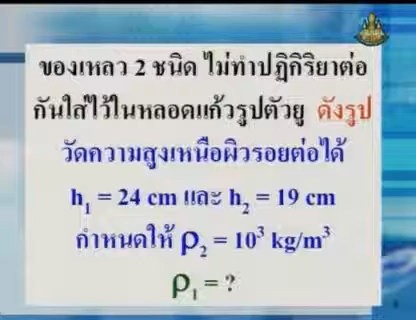 ของเหลว 2 ชนิด ไม่ทำปฏิกิริยาต่อ
กันใส่ไว้ในหลอดแก้วรูปตัวยู ดังรูป
วัดความสูงเหนือผิวรอยต่อได้
h₁ = 24 cm และ h₂ = 19 cm
กำหนดให้ ρ₂ = 10³ kg/m³
ρ₁ = ?